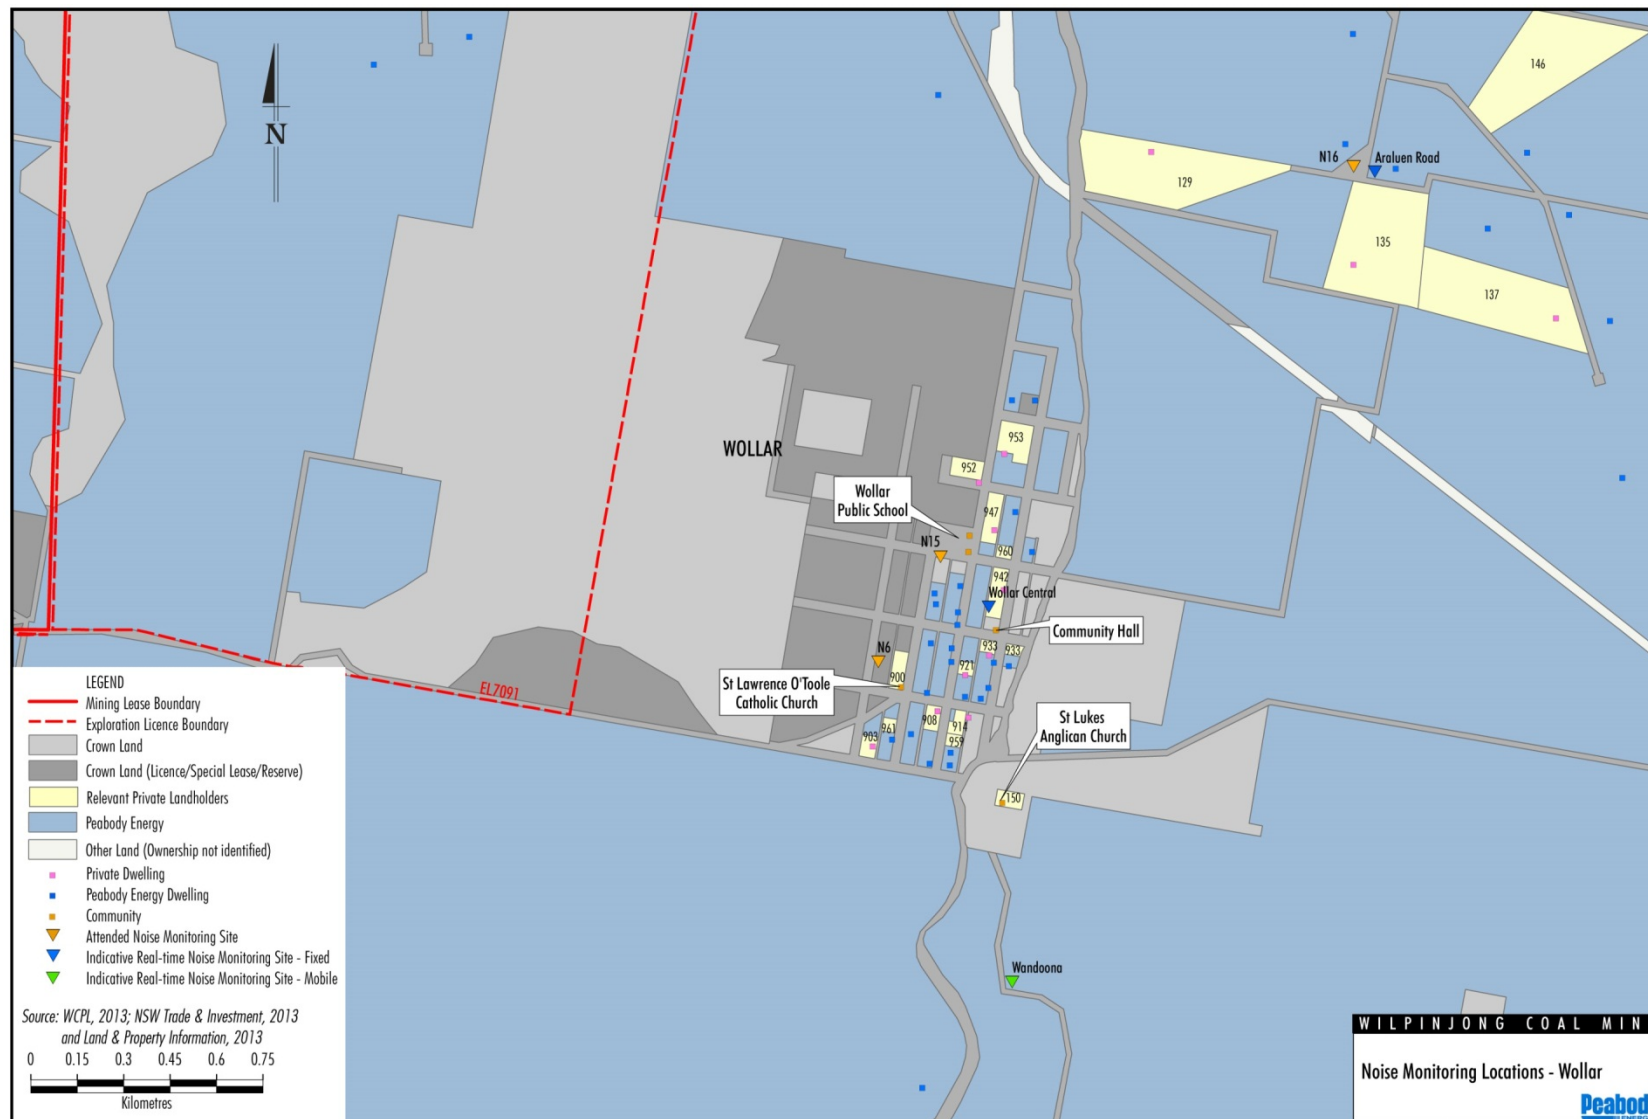 N
146
N16
Araluen Road
129
135
137
WOLLAR
953
952
Wollar
Public School
947
N15
960
942
Wollar Central
Community Hall
933
933
N6
921
900
St Lawrence O'Toole
Catholic Church
EL7091
908
914
961
903
959
St Lukes
Anglican Church
150
Wandoona
LEGEND
Mining Lease Boundary
Exploration Licence Boundary
Crown Land
Crown Land (Licence/Special Lease/Reserve)
Relevant Private Landholders
Peabody Energy
Other Land (Ownership not identified)
Private Dwelling
Peabody Energy Dwelling
Community
Attended Noise Monitoring Site
Indicative Real-time Noise Monitoring Site - Fixed
Indicative Real-time Noise Monitoring Site - Mobile
Source: WCPL, 2013; NSW Trade & Investment, 2013
and Land & Property Information, 2013
0 0.15 0.3 0.45 0.6 0.75
Kilometres
WILPINJONG COAL MIN
Noise Monitoring Locations - Wollar
Peabod